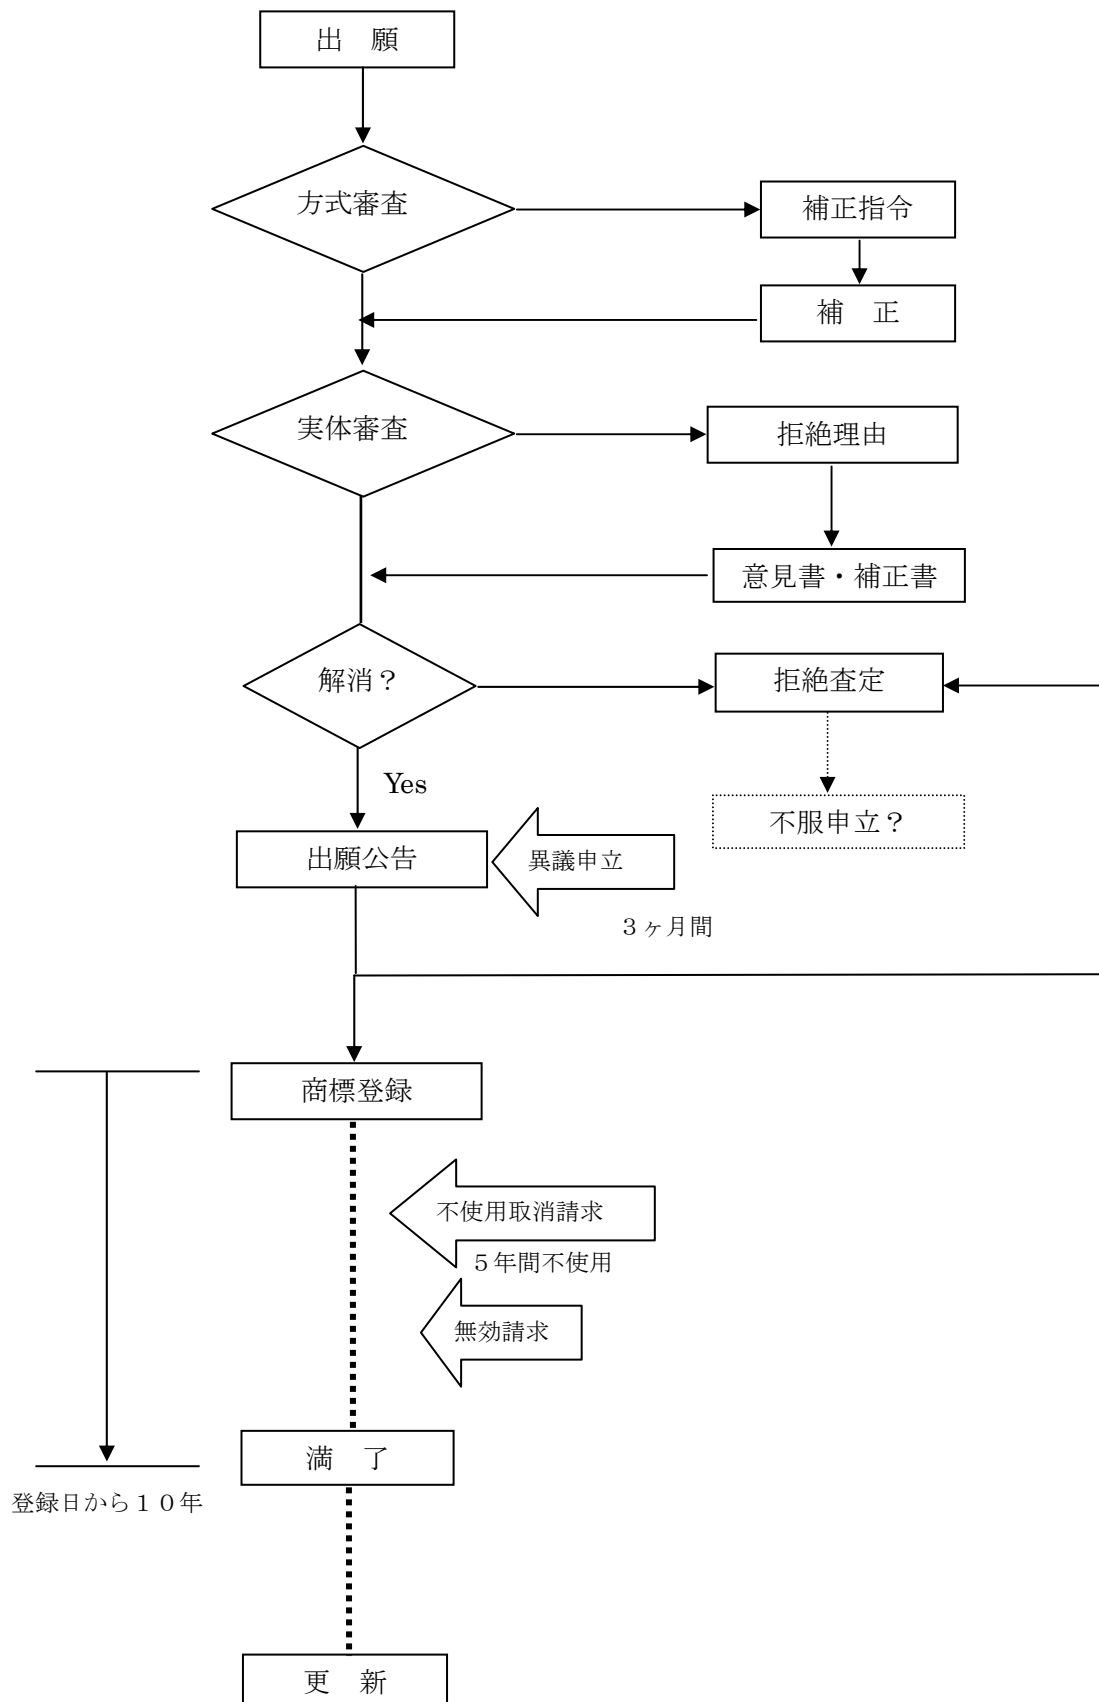 出　願
方式審査
補正指令
補　正
実体審査
拒絶理由
意見書・補正書
解消？
拒絶査定
Yes
不服申立？
出願公告
異議申立
３ヶ月間
商標登録
不使用取消請求
５年間不使用
無効請求
満　了
登録日から１０年
更　新